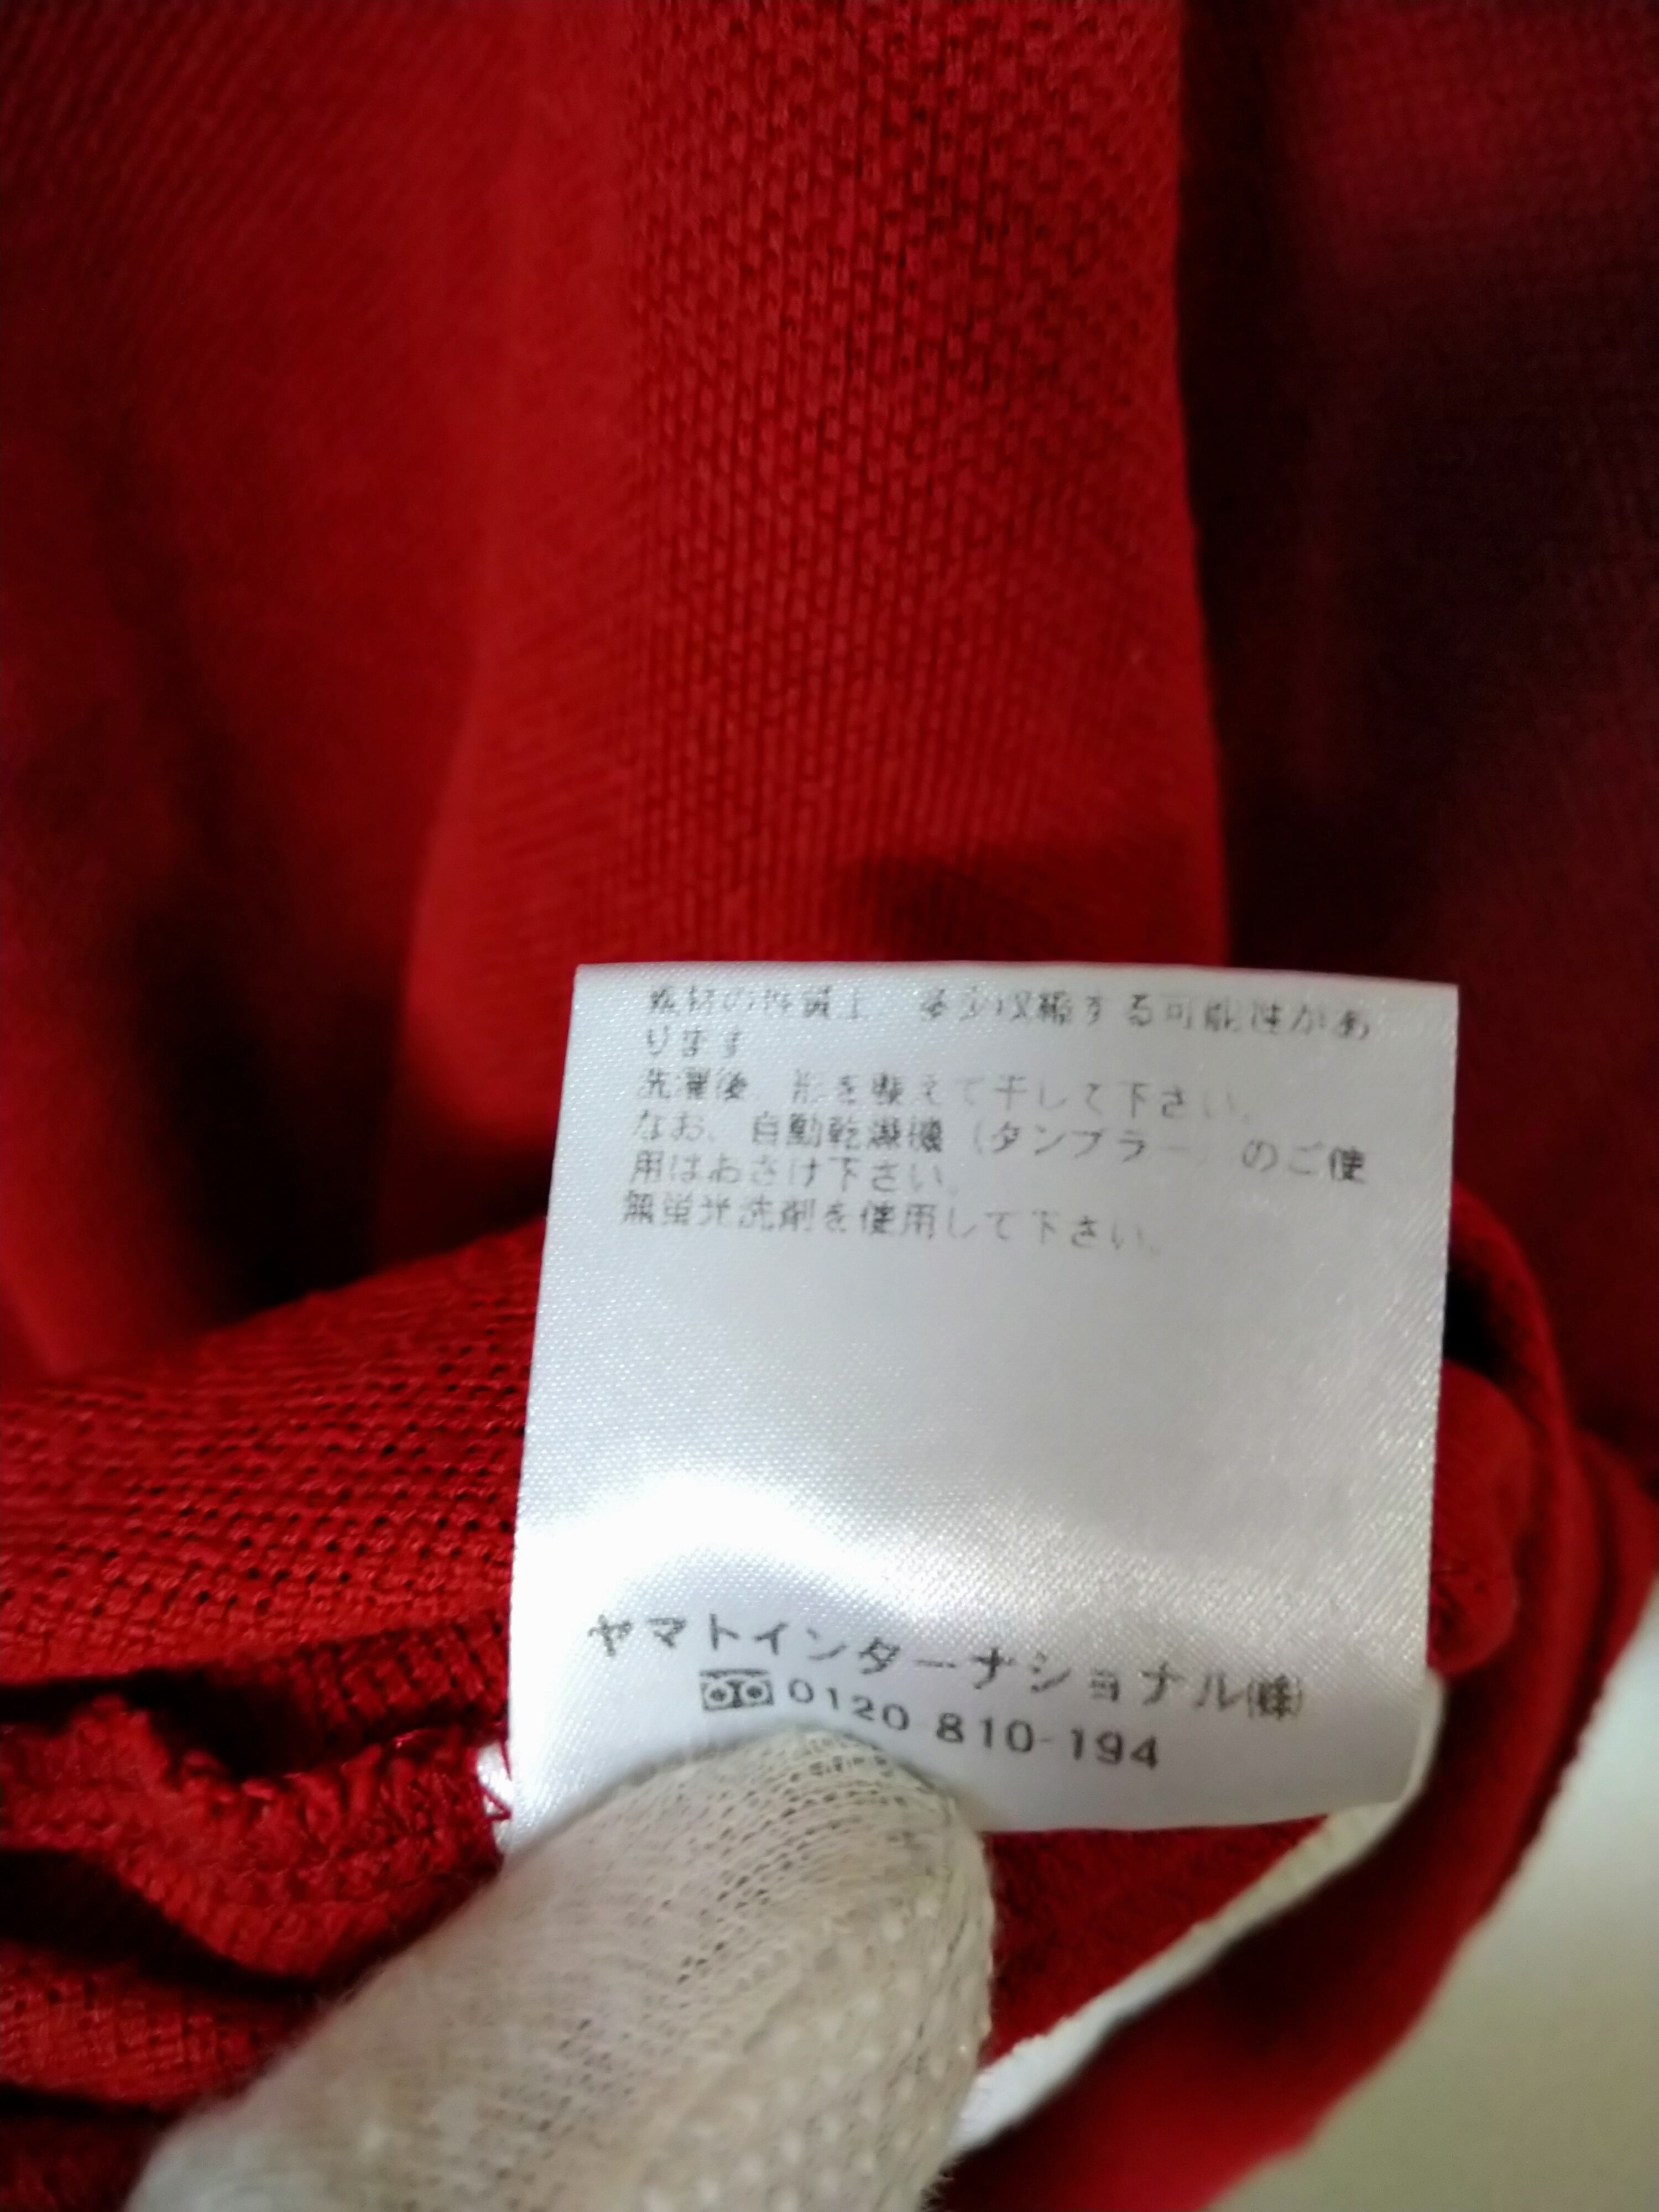 素材の性質上 多少収縮する可能性があ
ります
洗濯後 形を整えて干して下さい。
なお、自動乾燥機（タンブラー）のご使
用はおさけ下さい。
無蛍光洗剤を使用して下さい。
ヤマトインターナショナル㈱
0120-810-194